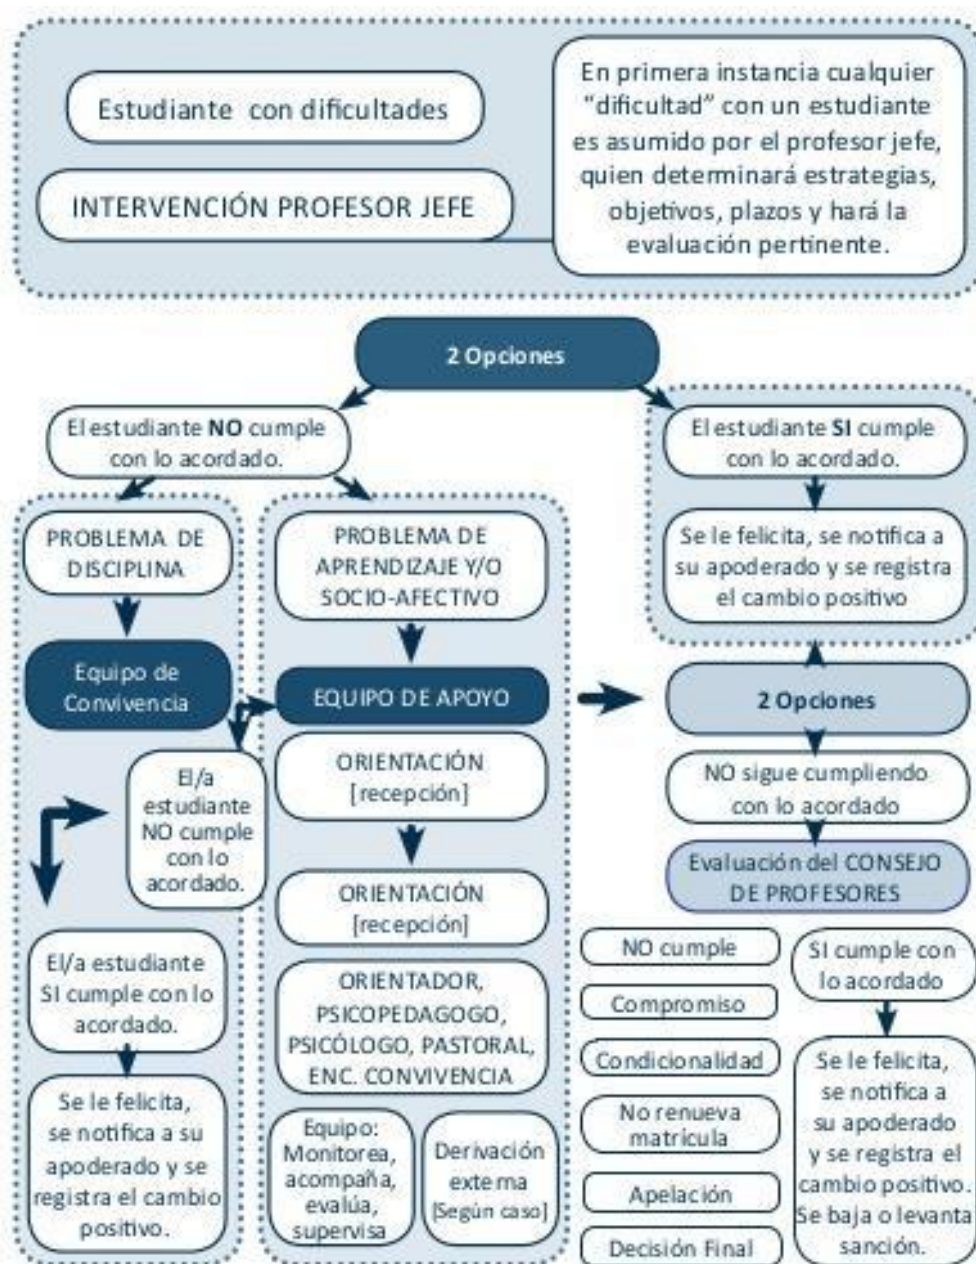 Estudiante con dificultades
INTERVENCIÓN PROFESOR JEFE
En primera instancia cualquier
“dificultad” con un estudiante
es asumido por el profesor jefe,
quien determinará estrategias,
objetivos, plazos y hará la
evaluación pertinente.
2 Opciones
El estudiante NO cumple
con lo acordado.
El estudiante SI cumple
con lo acordado.
Se le felicita, se notifica a
su apoderado y se registra
el cambio positivo
PROBLEMA DE
DISCIPLINA
Equipo de
Convivencia
El/a
estudiante
NO cumple
con lo
acordado.
El/a estudiante
SI cumple con lo
acordado.
Se le felicita,
se notifica a su
apoderado y se
registra el cambio
positivo.
PROBLEMA DE
APRENDIZAJE Y/O
SOCIO-AFECTIVO
EQUIPO DE APOYO
ORIENTACIÓN
[recepción]
ORIENTACIÓN
[recepción]
ORIENTADOR,
PSICOPEDAGOGO,
PSICÓLOGO, PASTORAL,
ENC. CONVIVENCIA
Equipo:
Monitorea,
acompaña,
evalúa,
supervisa
Derivación
externa
[Según caso]
2 Opciones
NO sigue cumpliendo
con lo acordado
Evaluación del CONSEJO
DE PROFESORES
NO cumple
Compromiso
Condicionalidad
No renueva
matrícula
Apelación
Decisión Final
SI cumple con
lo acordado
Se le felicita,
se notifica a
su apoderado
y se registra el
cambio positivo.
Se baja o levanta
sanción.